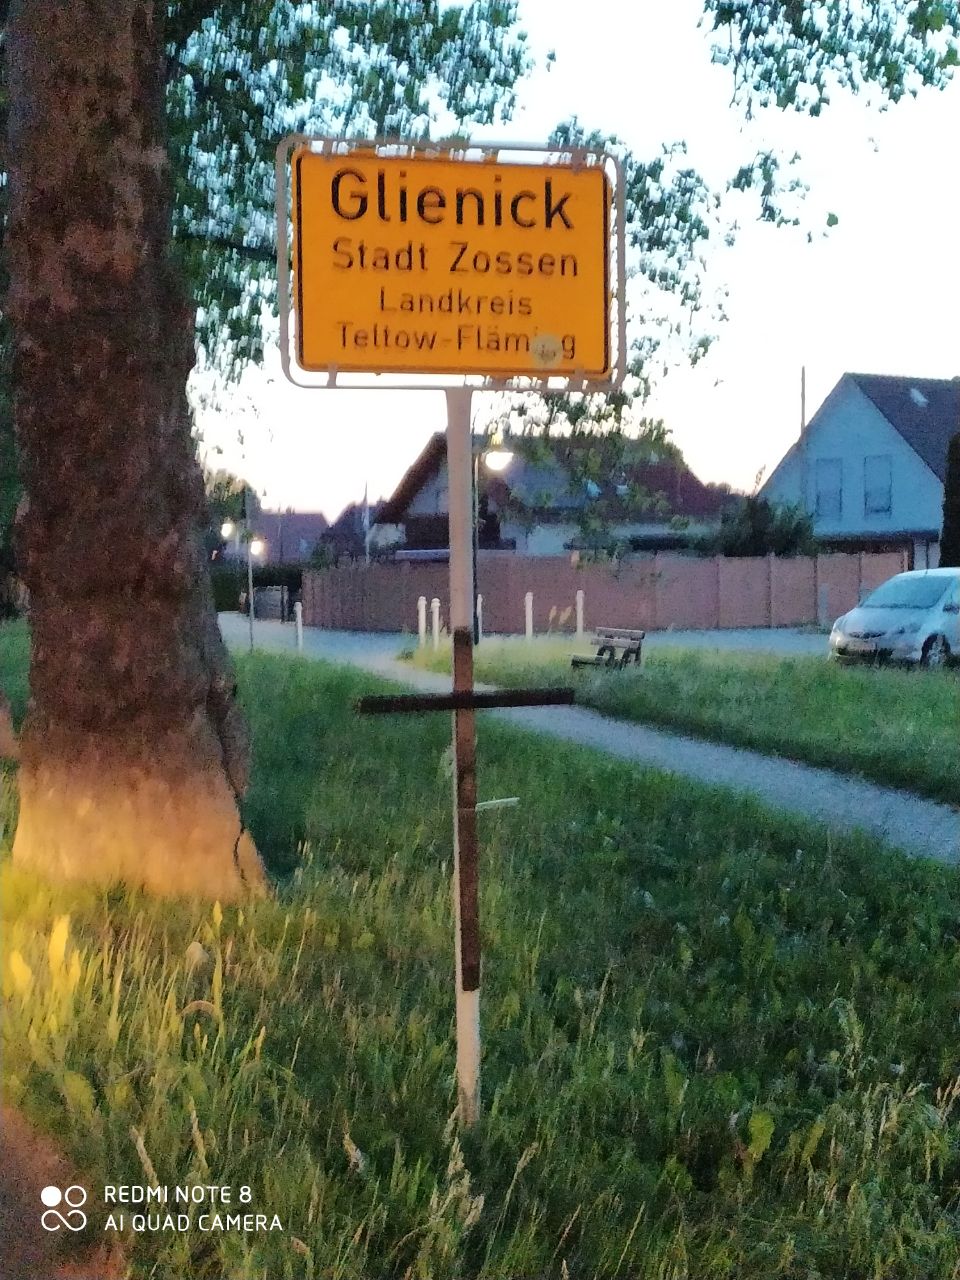 Glienick
Stadt Zossen
Landkreis
Teltow-Fläming
REDMI NOTE 8
AI QUAD CAMERA